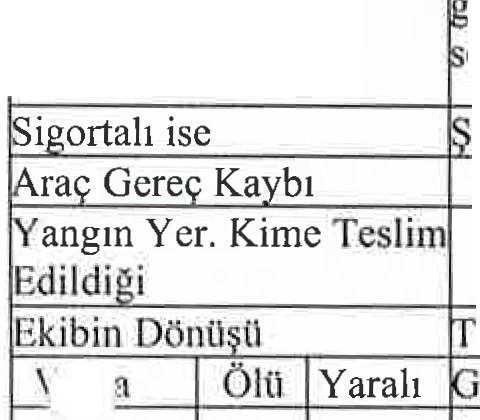 Sigortalı ise
Araç Gereç Kaybı
Yangın Yer. Kime Teslim
Edildiği
Ekibin Dönüşü
Ölü Yaralı